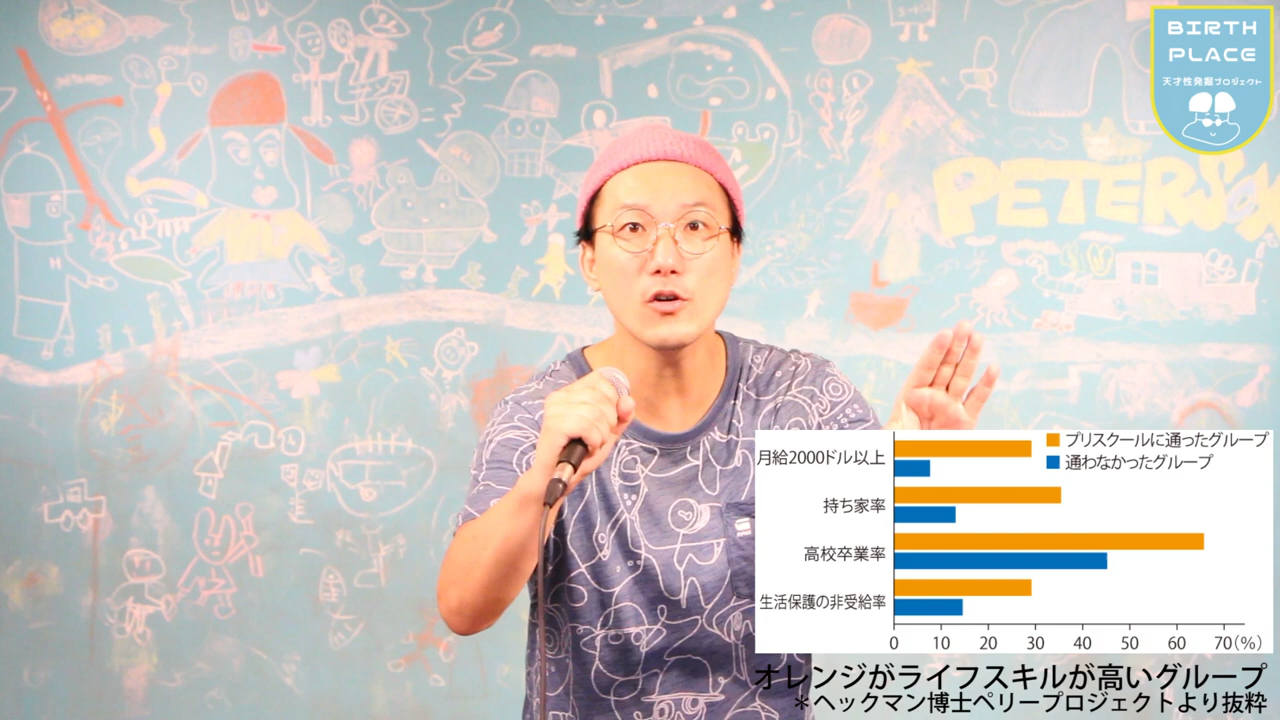 BIRTH
PLACE
天才性発掘プロジェクト
PETERSOX
N
プリスクールに通ったグループ
通わなかったグループ
月給2000ドル以上
持ち家率
高校卒業率
生活保護の非受給率
0 10 20 30 40 50 60 70(%)
オレンジがライフスキルが高いグループ
＊ヘックマン博士ペリープロジェクトより抜粋